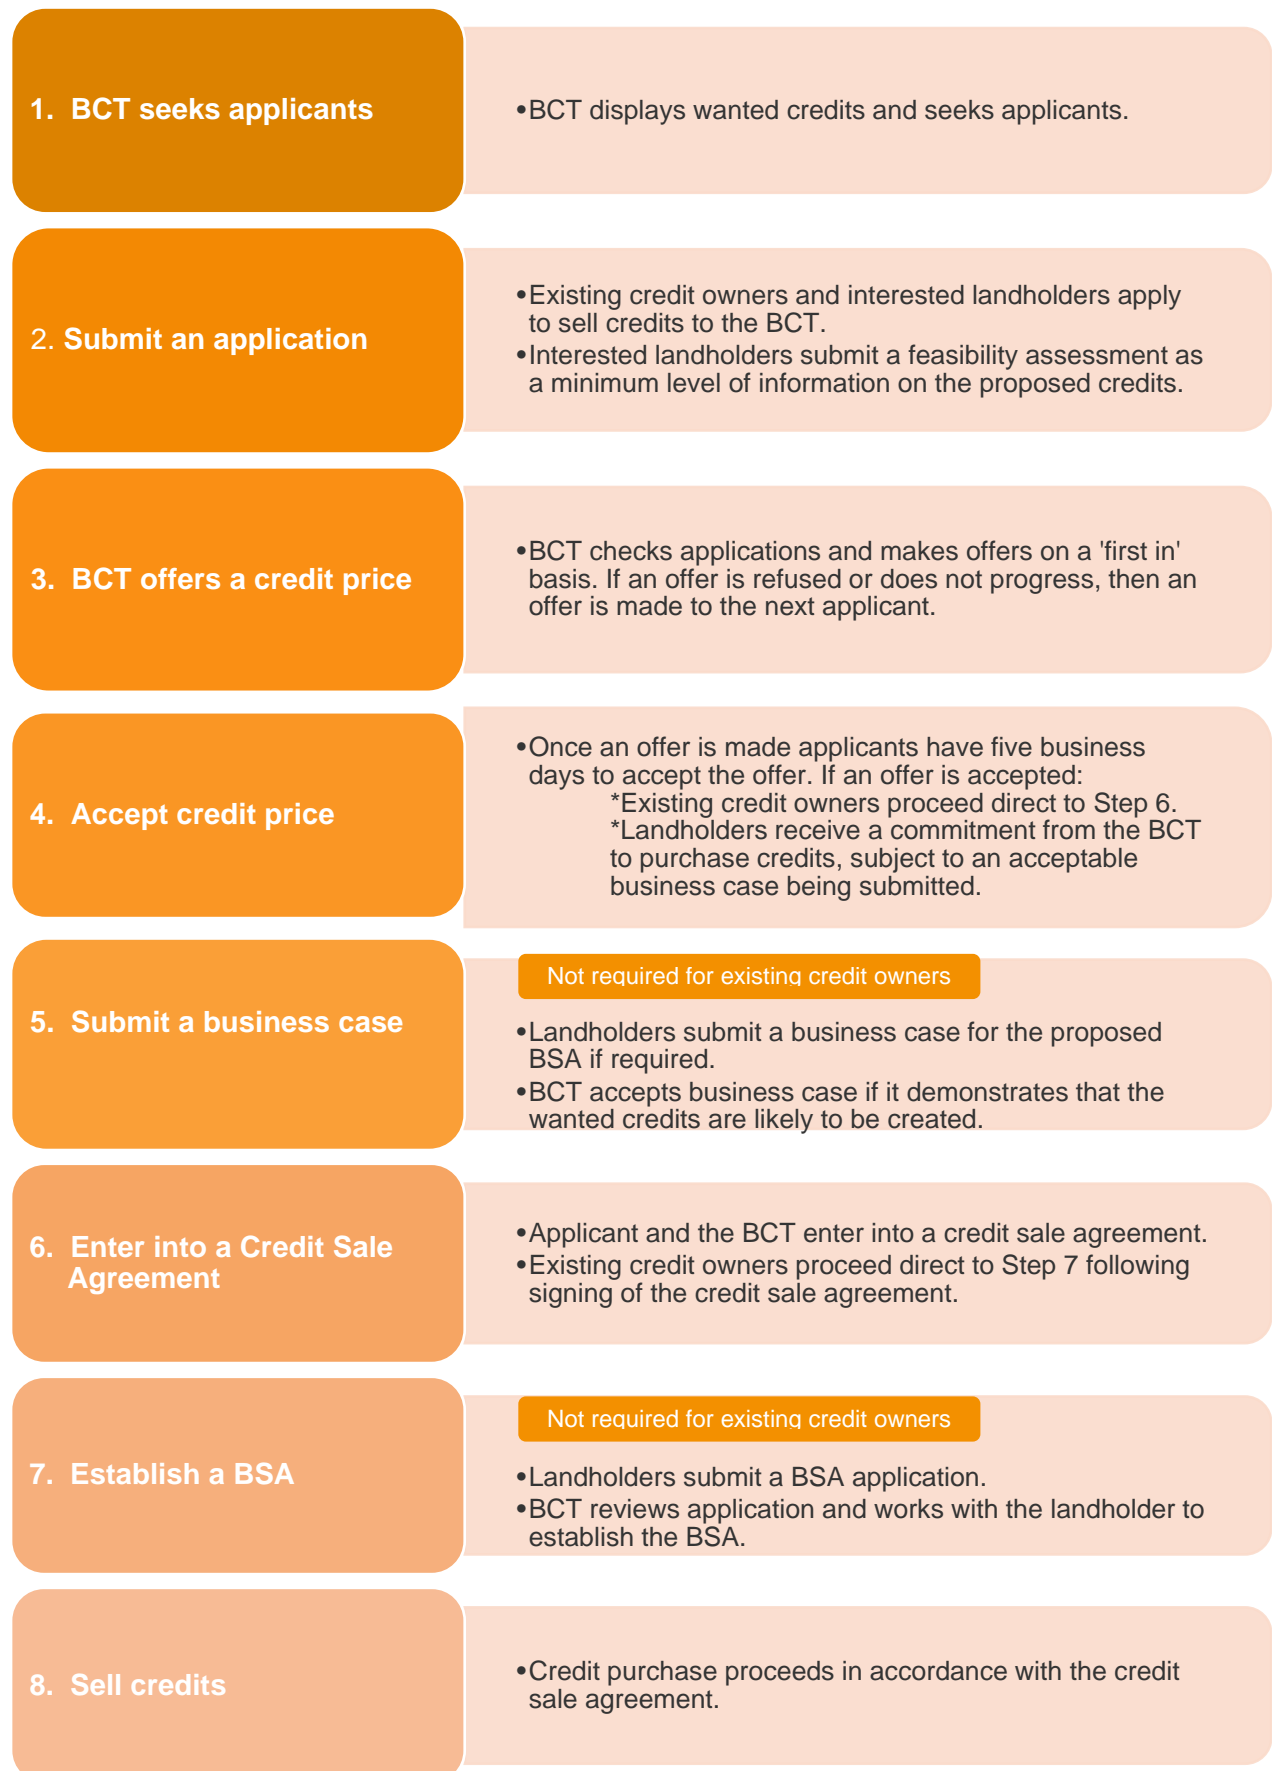 1. BCT seeks applicants
•BCT displays wanted credits and seeks applicants.
2. Submit an application
•Existing credit owners and interested landholders apply
to sell credits to the BCT.
•Interested landholders submit a feasibility assessment as
a minimum level of information on the proposed credits.
3. BCT offers a credit price
•BCT checks applications and makes offers on a 'first in'
basis. If an offer is refused or does not progress, then an
offer is made to the next applicant.
4. Accept credit price
•Once an offer is made applicants have five business
days to accept the offer. If an offer is accepted:
*Existing credit owners proceed direct to Step 6.
*Landholders receive a commitment from the BCT
to purchase credits, subject to an acceptable
business case being submitted.
5. Submit a business case
Not required for existing credit owners
•Landholders submit a business case for the proposed
BSA if required.
•BCT accepts business case if it demonstrates that the
wanted credits are likely to be created.
6. Enter into a Credit Sale
Agreement
•Applicant and the BCT enter into a credit sale agreement.
•Existing credit owners proceed direct to Step 7 following
signing of the credit sale agreement.
7. Establish a BSA
Not required for existing credit owners
•Landholders submit a BSA application.
•BCT reviews application and works with the landholder to
establish the BSA.
8. Sell credits
•Credit purchase proceeds in accordance with the credit
sale agreement.